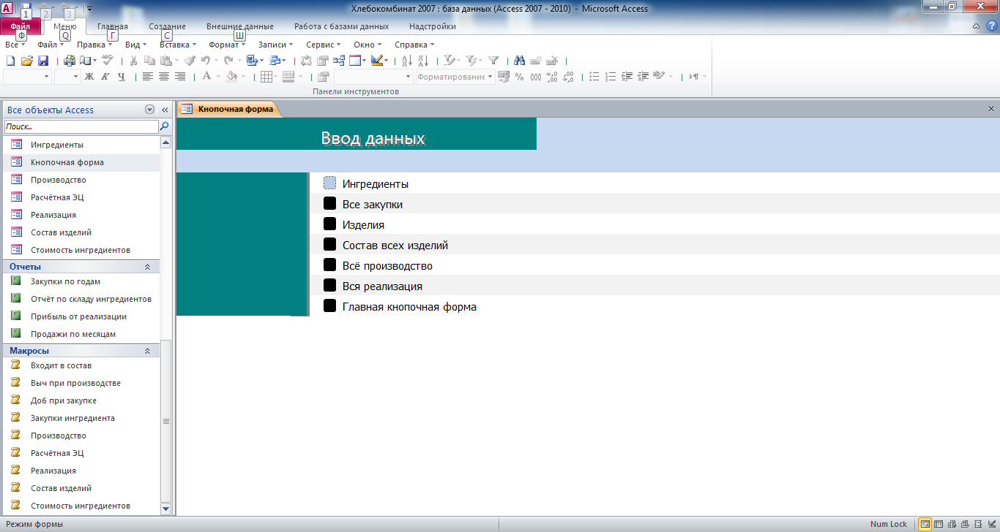 Хлебокомбинат 2007 : база данных (Access 2007 - 2010) - Microsoft Access
1 2 3
Файл Меню Главная Создание Внешние данные Работа с базами данных Надстройки
Ф Q Г С Ш
Все Файл Правка Вид Вставка Формат Записи Сервис Окно Справка
Ж К Ч Форматирование % 000
Панели инструментов
Все объекты Access
Поиск...
Ингредиенты
Кнопочная форма
Производство
Расчётная ЭЦ
Реализация
Состав изделий
Стоимость ингредиентов
Отчеты
Закупки по годам
Отчёт по складу ингредиентов
Прибыль от реализации
Продажи по месяцам
Макросы
Входит в состав
Выч при производстве
Доб при закупке
Закупки ингредиента
Производство
Расчётная ЭЦ
Реализация
Состав изделий
Стоимость ингредиентов
Кнопочная форма
Ввод данных
Ингредиенты
Все закупки
Изделия
Состав всех изделий
Всё производство
Вся реализация
Главная кнопочная форма
Режим формы Num Lock